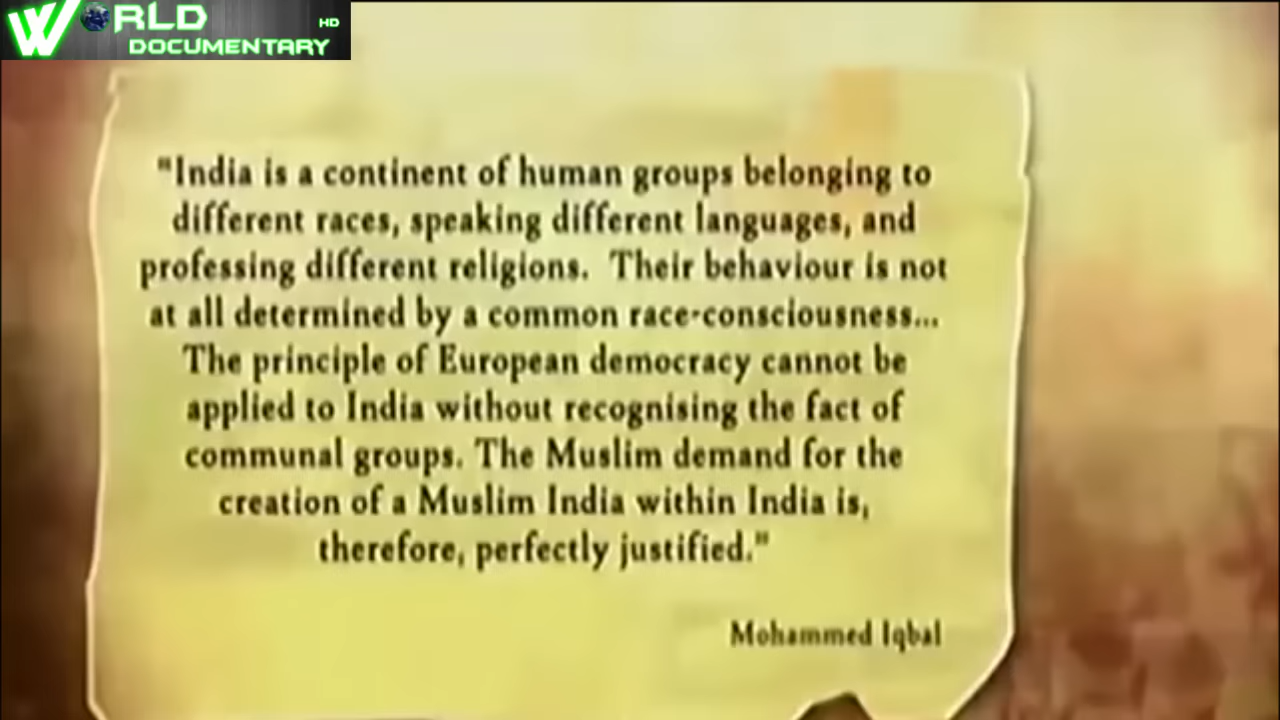 WORLD HD
DOCUMENTARY
"India is a continent of human groups belonging to
different races, speaking different languages, and
professing different religions.  Their behaviour is not
at all determined by a common race-consciousness...
The principle of European democracy cannot be
applied to India without recognising the fact of
communal groups. The Muslim demand for the
creation of a Muslim India within India is,
therefore, perfectly justified."
Mohammed Iqbal